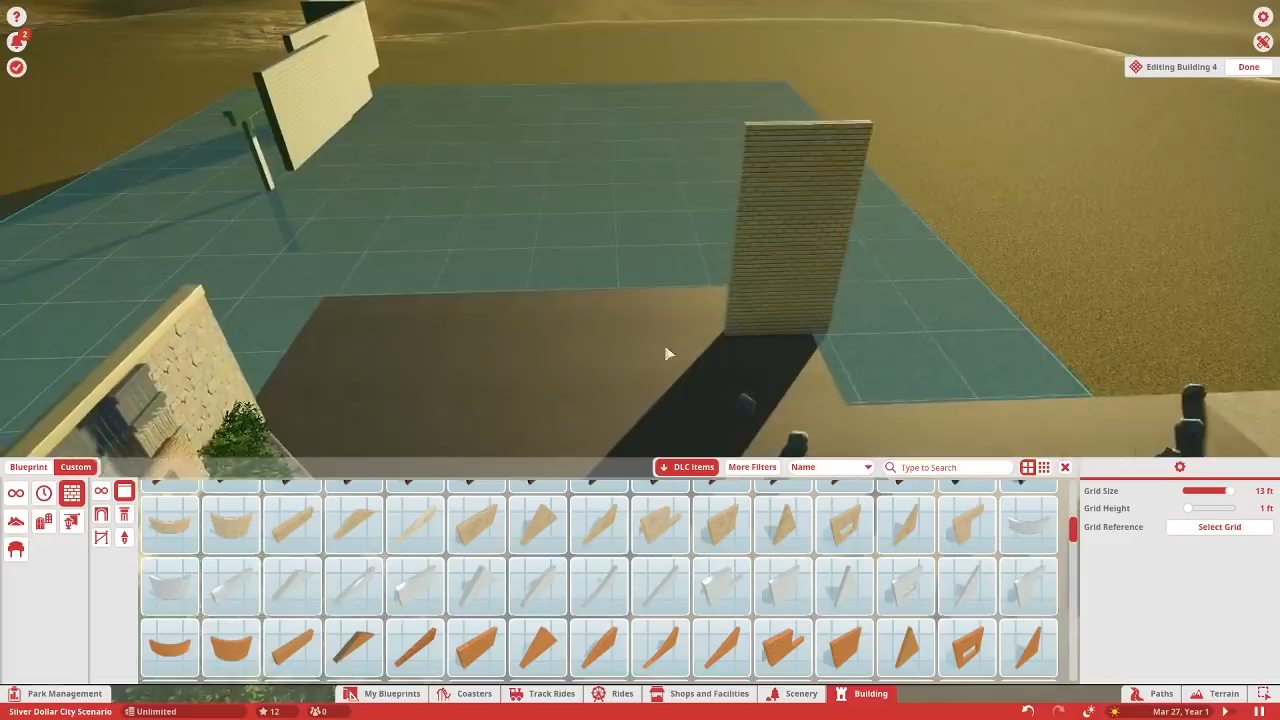 ?
2
Editing Building 4 Done
Blueprint Custom DLC Items More Filters Name Type to Search
Grid Size 13 ft
Grid Height 1 ft
Grid Reference Select Grid
Park Management My Blueprints Coasters Track Rides Rides Shops and Facilities Scenery Building Paths Terrain
Silver Dollar City Scenario Unlimited 12 0 Mar 27, Year 1